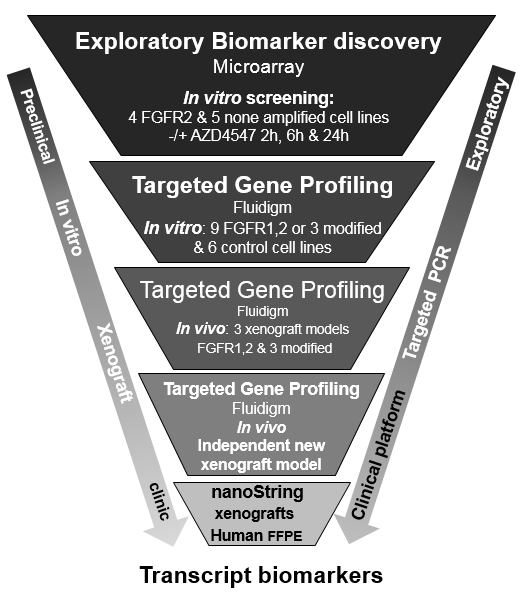 Exploratory Biomarker discovery
Microarray
In vitro screening:
4 FGFR2 & 5 none amplified cell lines
-/+ AZD4547 2h, 6h & 24h
Targeted Gene Profiling
Fluidigm
In vitro: 9 FGFR1,2 or 3 modified
& 6 control cell lines
Targeted Gene Profiling
Fluidigm
In vivo: 3 xenograft models
FGFR1,2 & 3 modified
Targeted Gene Profiling
Fluidigm
In vivo
Independent new
xenograft model
nanoString
xenografts
Human FFPE
Preclinical
In vitro
Xenograft
clinic
Exploratory
Targeted PCR
Clinical platform
Transcript biomarkers